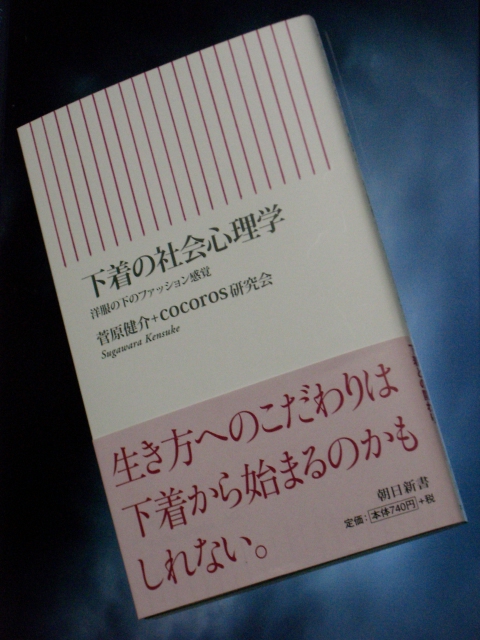 下着の社会心理学
洋服の下のファッション感覚
菅原健介+cocoros研究会
Sugawara Kensuke
生き方へのこだわりは
下着から始まるのかも
しれない。
朝日新書
定価:本体740円+税